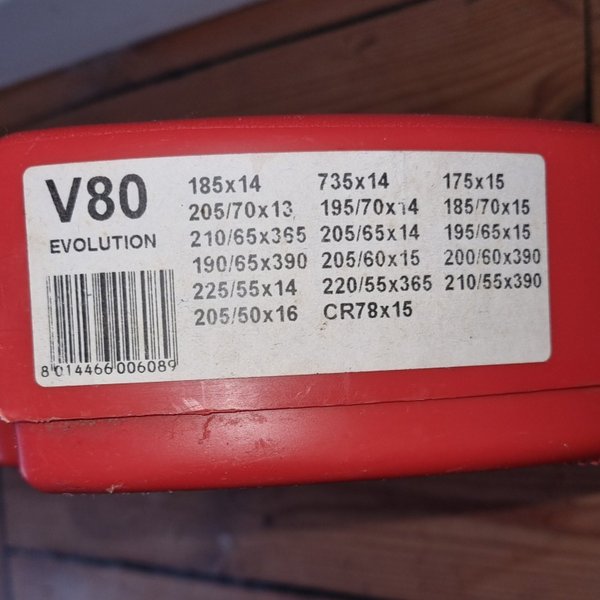 V80
EVOLUTION
8 014466 006089
185x14 735x14 175x15
205/70x13 195/70x14 185/70x15
210/65x365 205/65x14 195/65x15
190/65x390 205/60x15 200/60x390
225/55x14 220/55x365 210/55x390
205/50x16 CR78x15